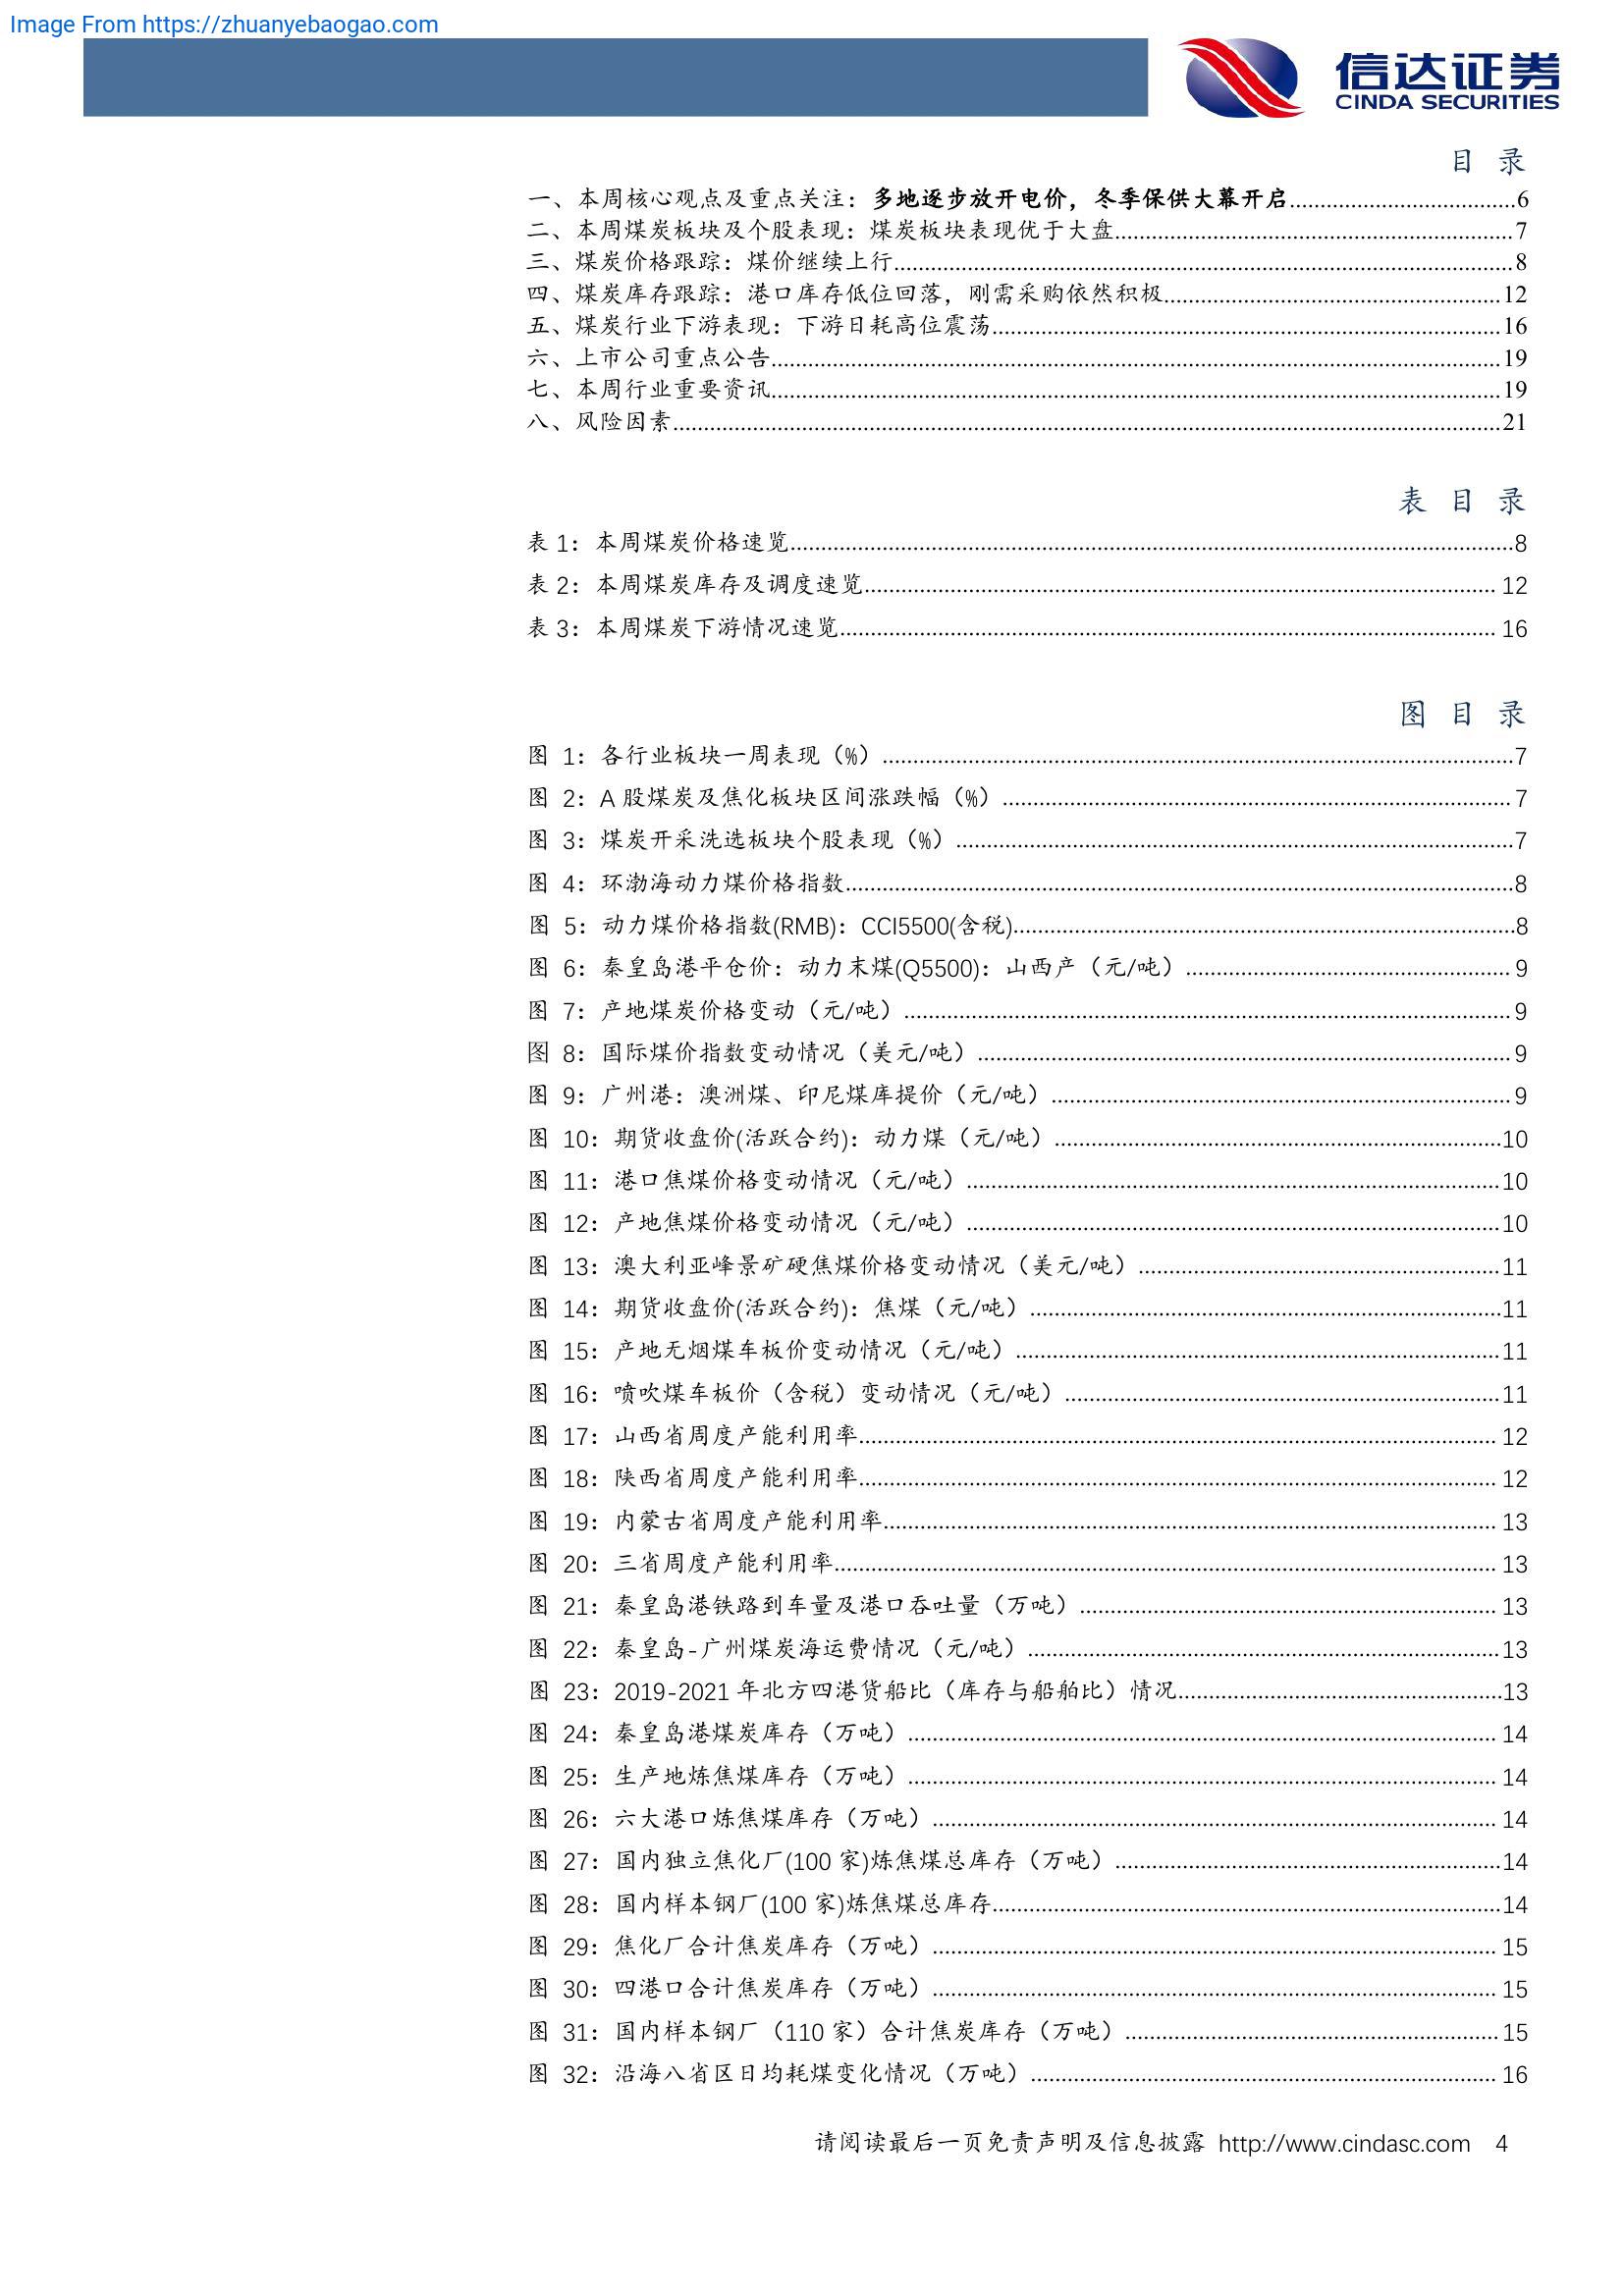 Image From https://zhuanyebaogao.com
信达证券
CINDA SECURITIES
目 录
一、本周核心观点及重点关注：多地逐步放开电价，冬季保供大幕开启.....................................6
二、本周煤炭板块及个股表现：煤炭板块表现优于大盘.................................................................7
三、煤炭价格跟踪：煤价继续上行.....................................................................................................8
四、煤炭库存跟踪：港口库存低位回落，刚需采购依然积极.......................................................12
五、煤炭行业下游表现：下游日耗高位震荡...................................................................................16
六、上市公司重点公告.......................................................................................................................19
七、本周行业重要资讯.......................................................................................................................19
八、风险因素.......................................................................................................................................21
表 目 录
表 1：本周煤炭价格速览......................................................................................................................8
表 2：本周煤炭库存及调度速览....................................................................................................... 12
表 3：本周煤炭下游情况速览........................................................................................................... 16
图 目 录
图 1：各行业板块一周表现（%）.......................................................................................................7
图 2：A 股煤炭及焦化板块区间涨跌幅（%）................................................................................... 7
图 3：煤炭开采洗选板块个股表现（%）...........................................................................................7
图 4：环渤海动力煤价格指数.............................................................................................................8
图 5：动力煤价格指数(RMB)：CCI5500(含税)..................................................................................8
图 6：秦皇岛港平仓价：动力末煤(Q5500)：山西产（元/吨）..................................................... 9
图 7：产地煤炭价格变动（元/吨）................................................................................................... 9
图 8：国际煤价指数变动情况（美元/吨）....................................................................................... 9
图 9：广州港：澳洲煤、印尼煤库提价（元/吨）........................................................................... 9
图 10：期货收盘价(活跃合约)：动力煤（元/吨）.........................................................................10
图 11：港口焦煤价格变动情况（元/吨）.......................................................................................10
图 12：产地焦煤价格变动情况（元/吨）.......................................................................................10
图 13：澳大利亚峰景矿硬焦煤价格变动情况（美元/吨）...........................................................11
图 14：期货收盘价(活跃合约)：焦煤（元/吨）.............................................................................11
图 15：产地无烟煤车板价变动情况（元/吨）...............................................................................11
图 16：喷吹煤车板价（含税）变动情况（元/吨）.......................................................................11
图 17：山西省周度产能利用率........................................................................................................ 12
图 18：陕西省周度产能利用率........................................................................................................ 12
图 19：内蒙古省周度产能利用率.................................................................................................... 13
图 20：三省周度产能利用率............................................................................................................ 13
图 21：秦皇岛港铁路到车量及港口吞吐量（万吨）.................................................................... 13
图 22：秦皇岛-广州煤炭海运费情况（元/吨）.............................................................................13
图 23：2019-2021 年北方四港货船比（库存与船舶比）情况.....................................................13
图 24：秦皇岛港煤炭库存（万吨）................................................................................................ 14
图 25：生产地炼焦煤库存（万吨）................................................................................................ 14
图 26：六大港口炼焦煤库存（万吨）............................................................................................ 14
图 27：国内独立焦化厂(100 家)炼焦煤总库存（万吨）...............................................................14
图 28：国内样本钢厂(100 家)炼焦煤总库存...................................................................................14
图 29：焦化厂合计焦炭库存（万吨）............................................................................................ 15
图 30：四港口合计焦炭库存（万吨）............................................................................................ 15
图 31：国内样本钢厂（110 家）合计焦炭库存（万吨）............................................................. 15
图 32：沿海八省区日均耗煤变化情况（万吨）............................................................................ 16
请阅读最后一页免责声明及信息披露 http://www.cindasc.com 4